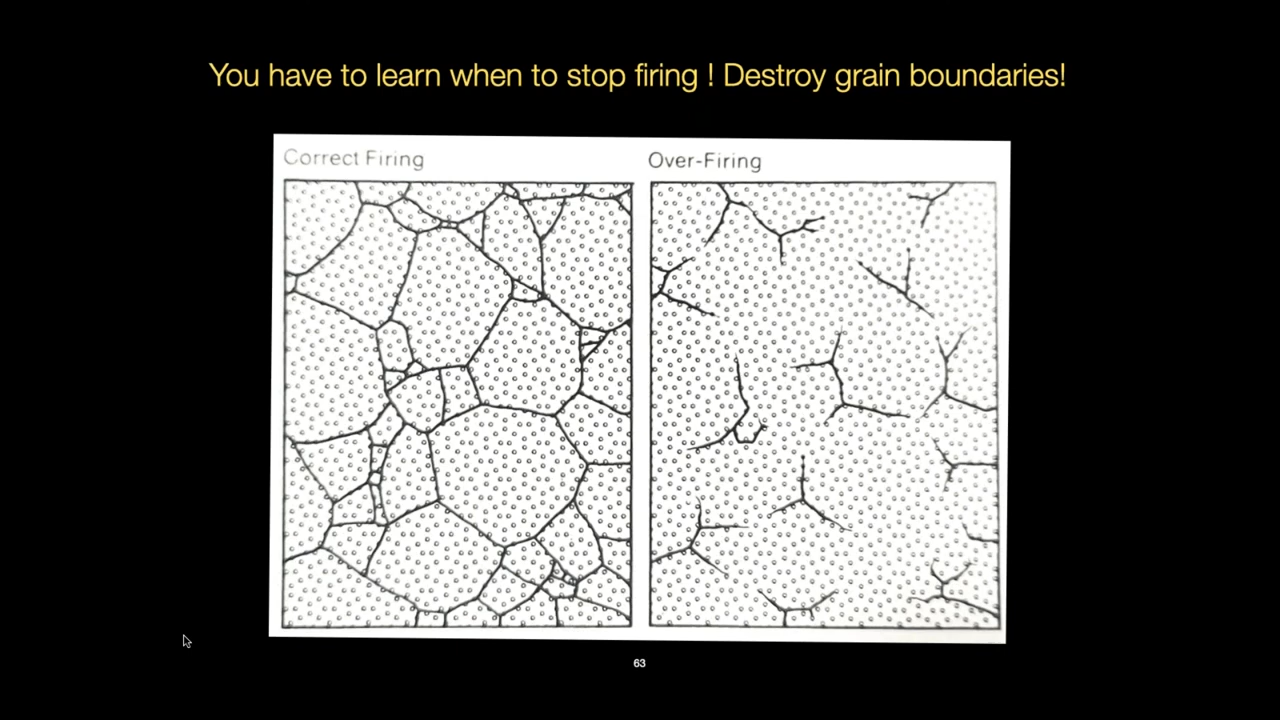 You have to learn when to stop firing ! Destroy grain boundaries!
Correct Firing
Over-Firing
63